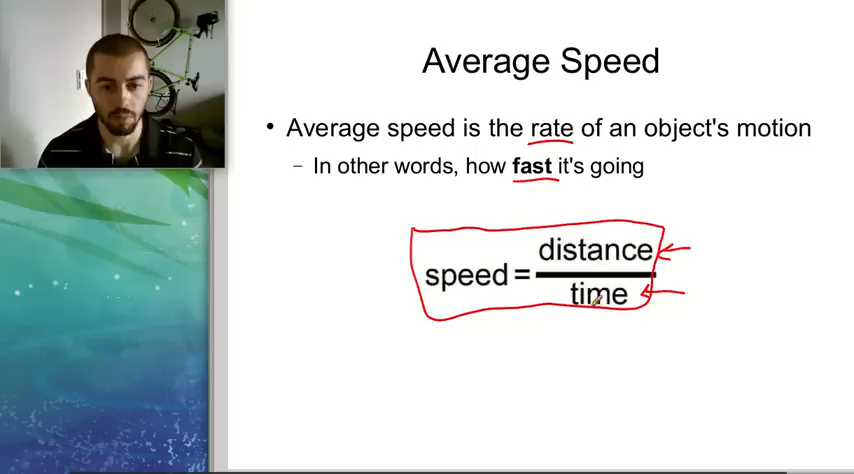 Average Speed
• Average speed is the rate of an object's motion
– In other words, how fast it's going
speed = distance
time